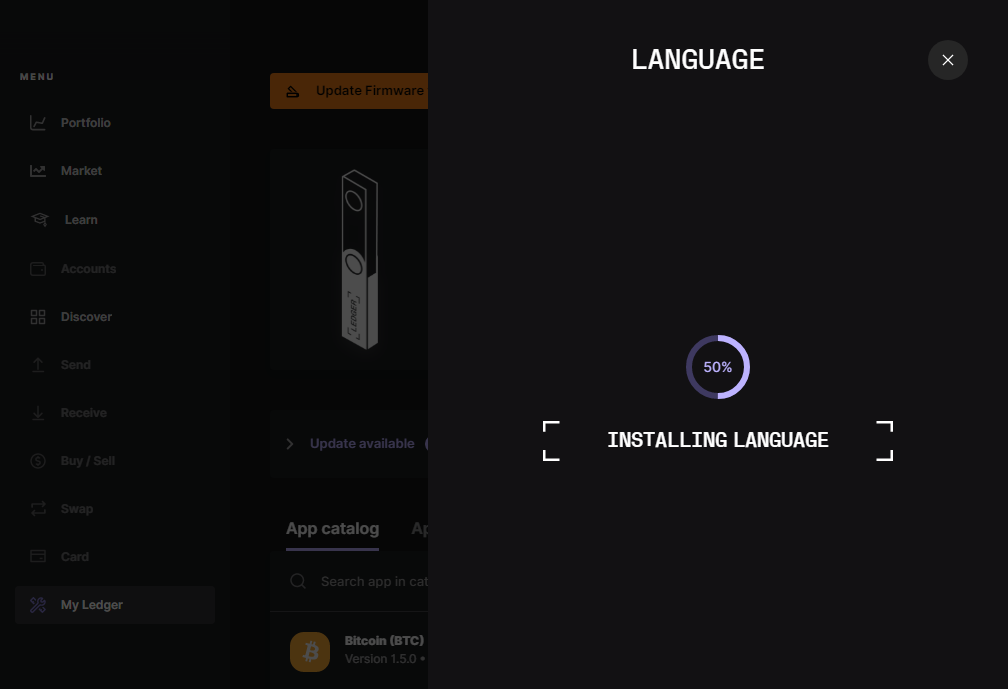 MENU
Portfolio
Market
Learn
Accounts
Discover
Send
Receive
Buy / Sell
Swap
Card
My Ledger
Update Firmware
LEDGER
Update available
App catalog
Ap
Search app in cat
Bitcoin (BTC)
Version 1.5.0 •
LANGUAGE
50%
INSTALLING LANGUAGE